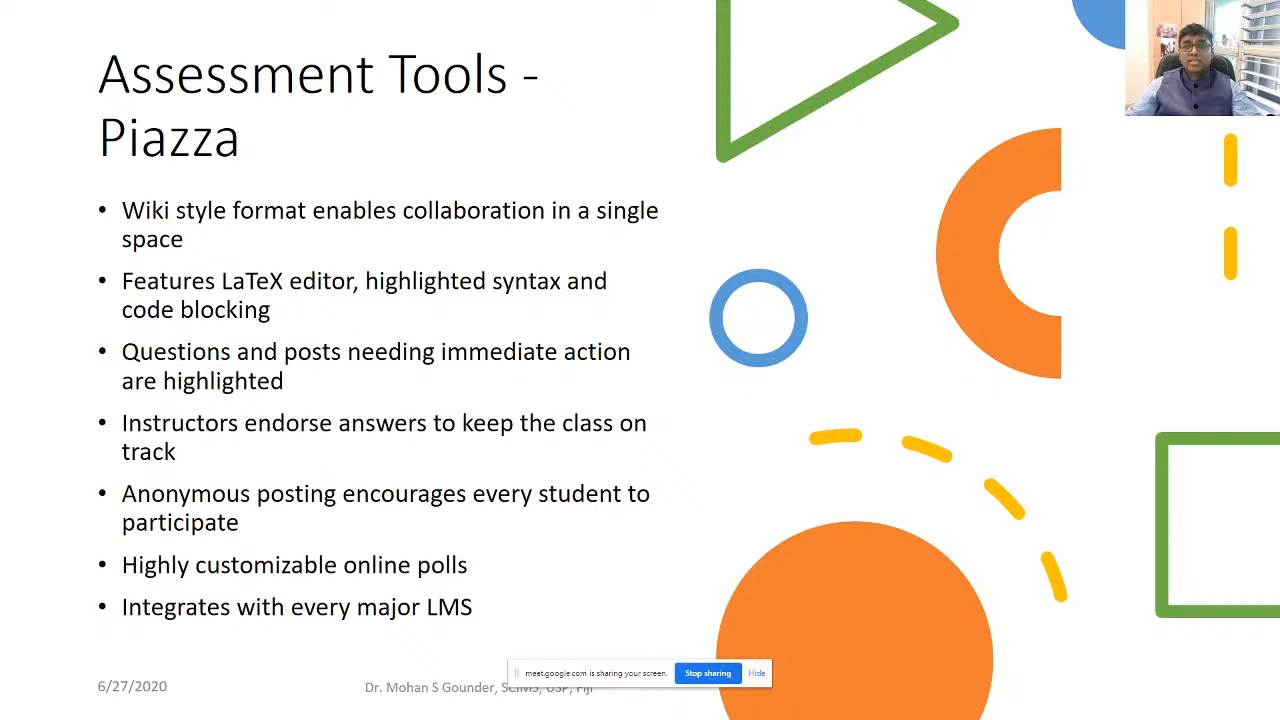 Assessment Tools -
Piazza
• Wiki style format enables collaboration in a single
space
• Features LaTeX editor, highlighted syntax and
code blocking
• Questions and posts needing immediate action
are highlighted
• Instructors endorse answers to keep the class on
track
• Anonymous posting encourages every student to
participate
• Highly customizable online polls
• Integrates with every major LMS
6/27/2020
Dr. Mohan S Gounder, SCIMS, USP, Fiji
meet.google.com is sharing your screen.
Stop sharing
Hide